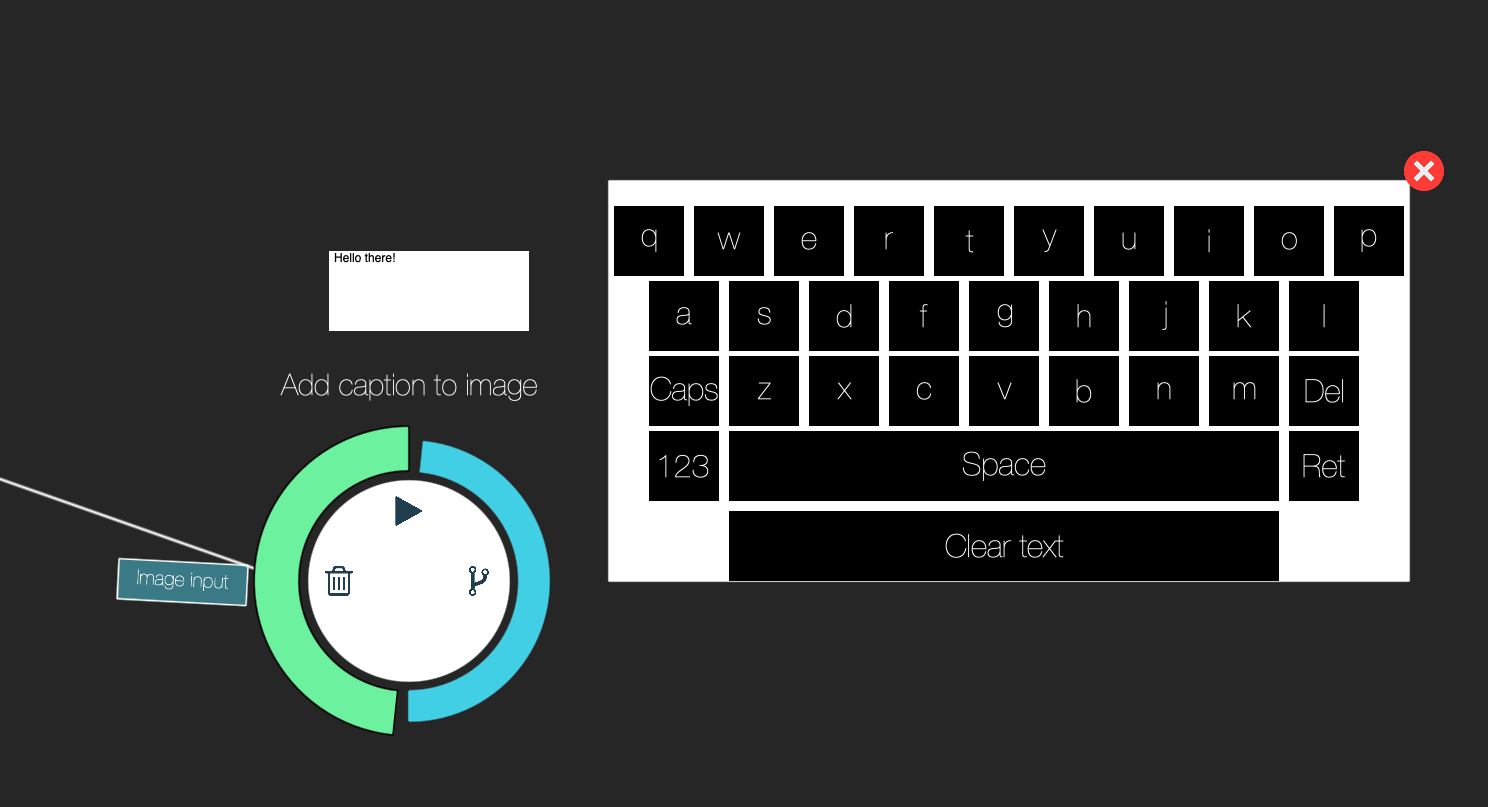 Hello there!
Add caption to image
Image input
q w e r t y u i o p
a s d f g h j k l
Caps z x c v b n m Del
123 Space Ret
Clear text